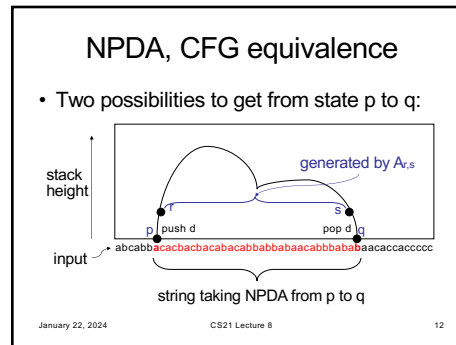 NPDA, CFG equivalence
• Two possibilities to get from state p to q:
stack
height
generated by Ar,s
r
s
p
push d
pop d
q
input
abcabbacacbacbacabacabbabbabaacabbbababaacaccaccccc
string taking NPDA from p to q
January 22, 2024
CS21 Lecture 8
12